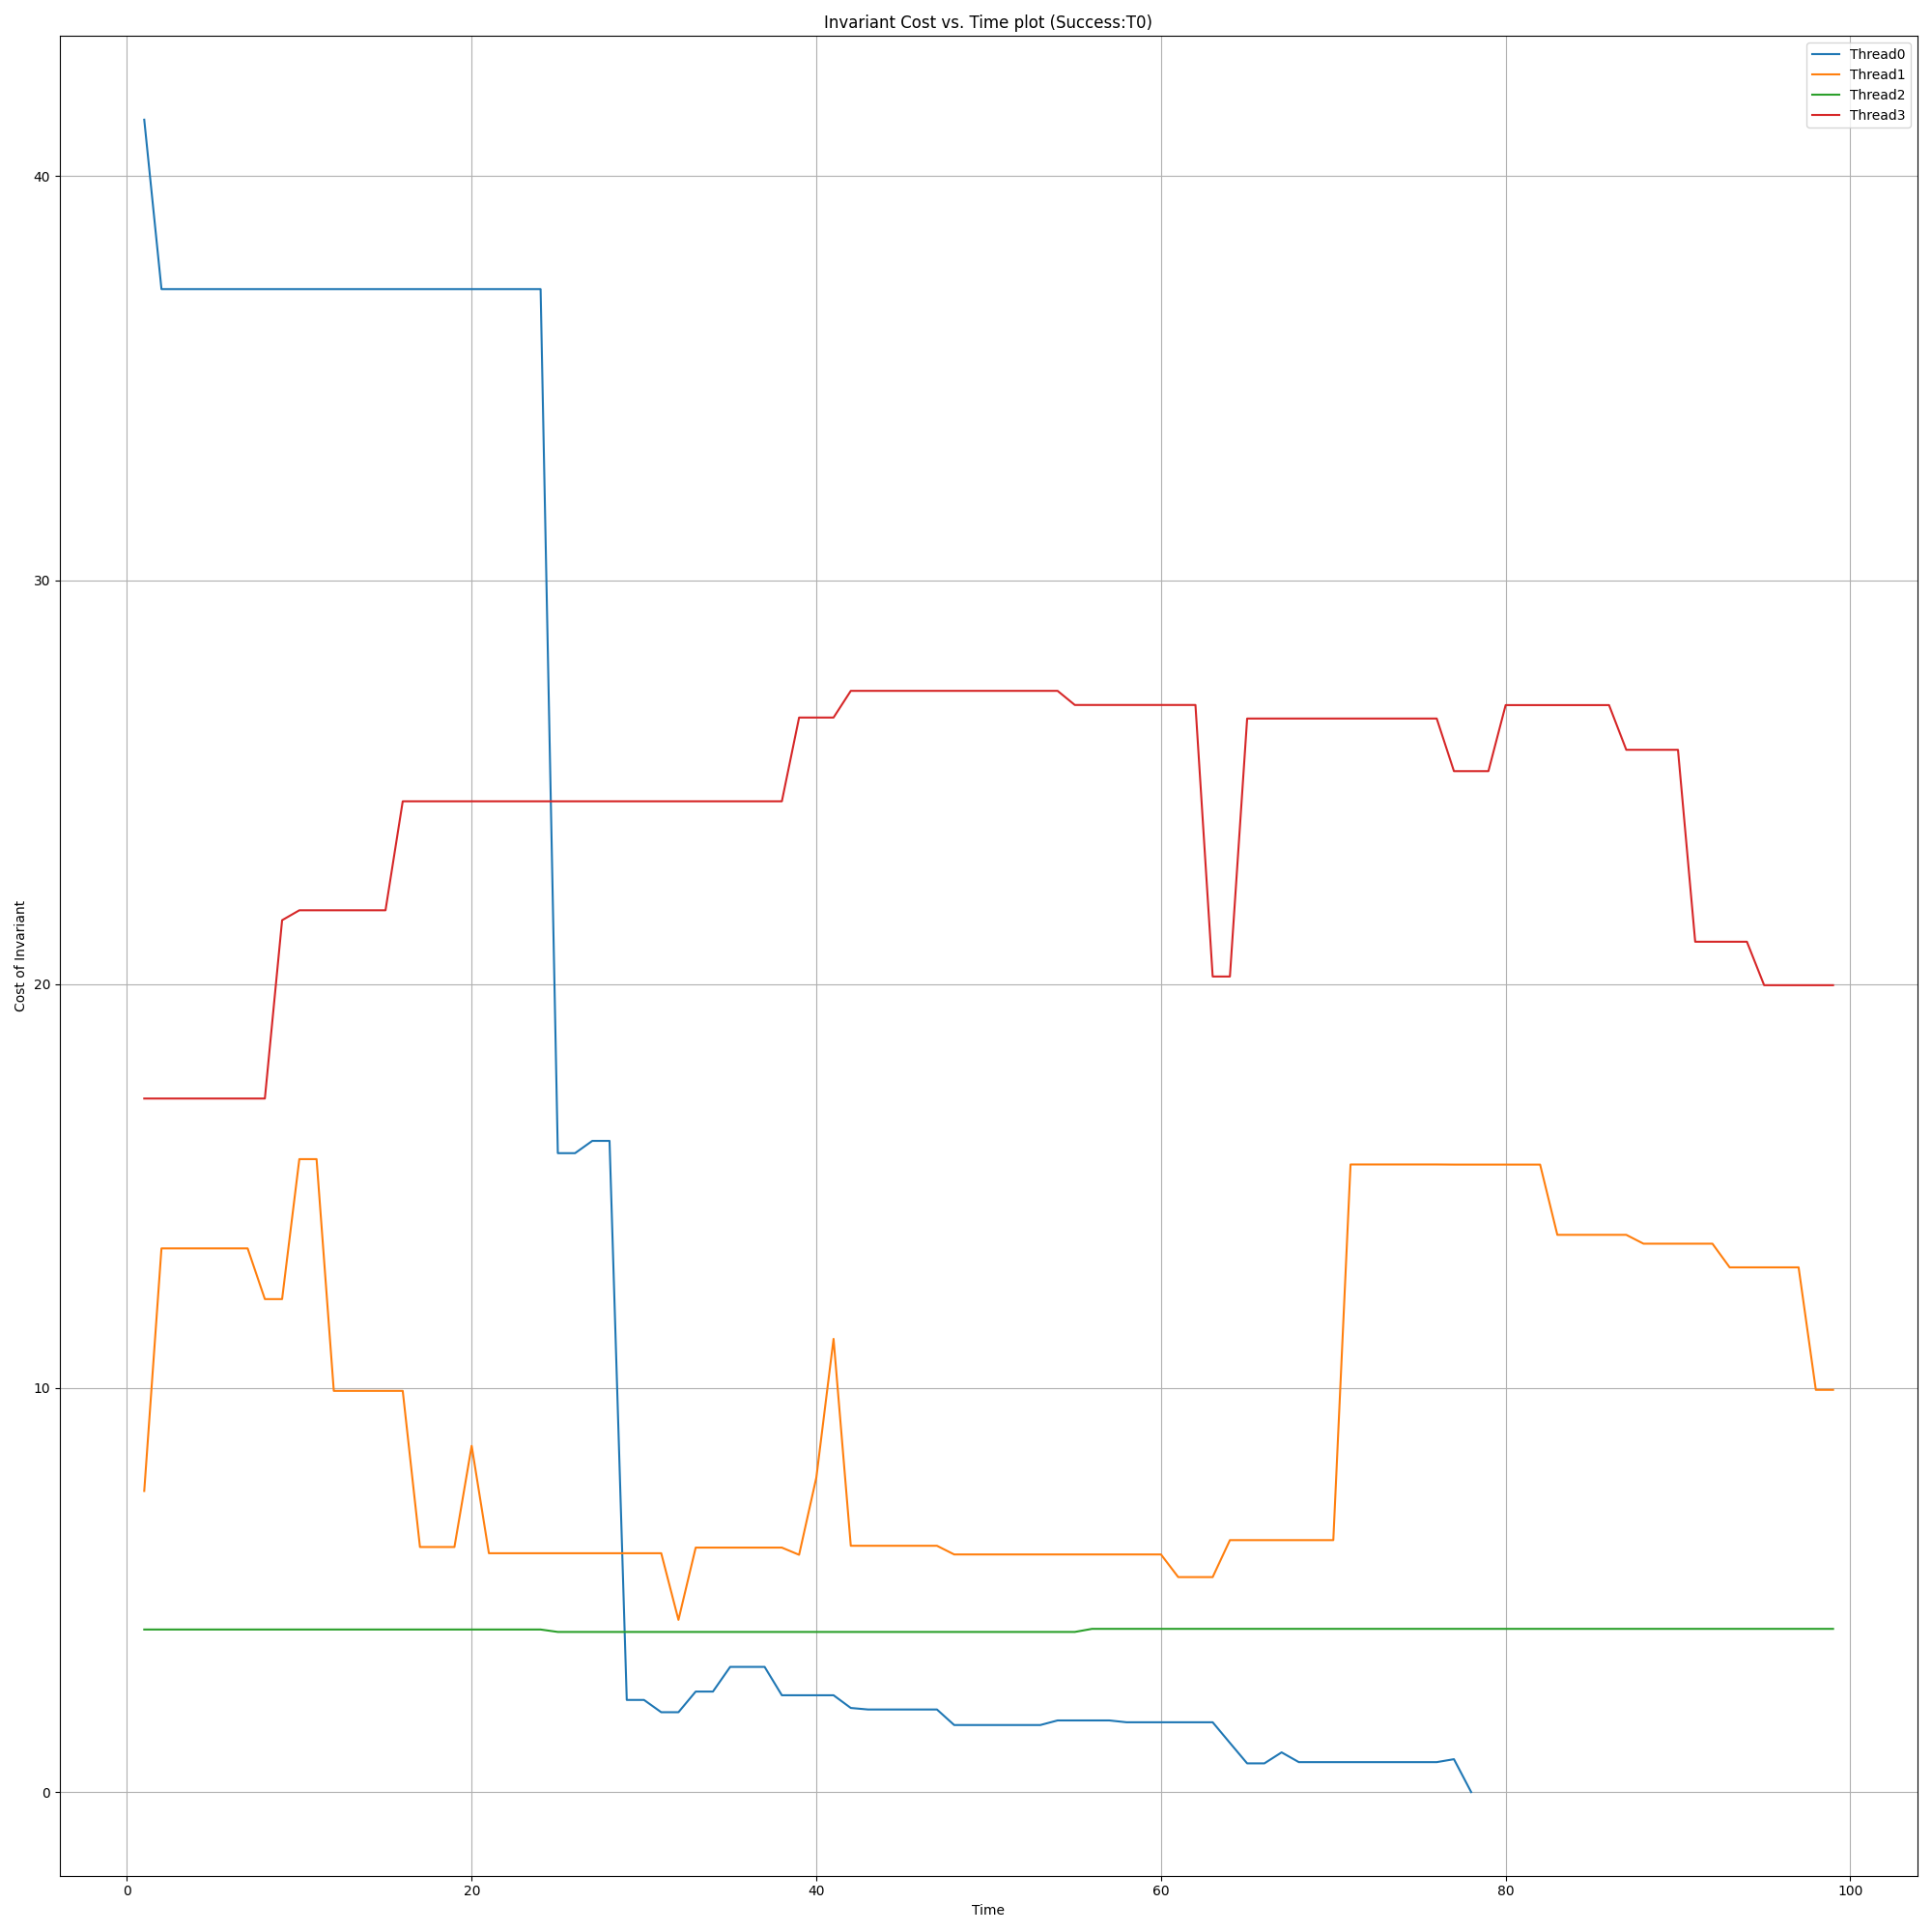 Invariant Cost vs. Time plot (Success:T0)
Thread0
Thread1
Thread2
Thread3
40
30
20
10
0
Cost of Invariant
0 20 40 60 80 100
Time